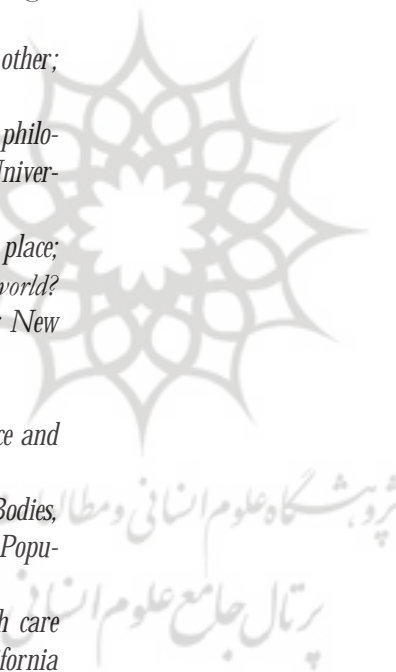 other;
philo-
Univer-
place;
world?
New
ce and
Bodies,
پژوهشگاه علوم انسانی و مطالعات
Popu-
پرتال جامع علوم انسانی
h care
fornia